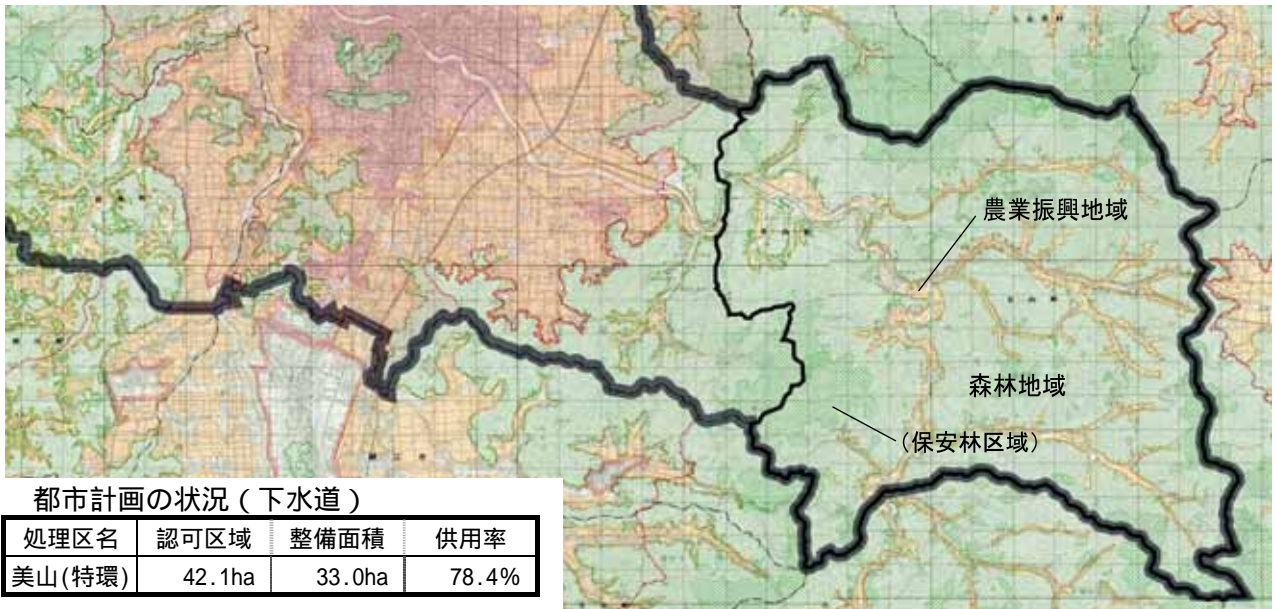 農業振興地域
森林地域
(保安林区域)
都市計画の状況(下水道)
処理区名 認可区域 整備面積 供用率
美山(特環) 42.1ha 33.0ha 78.4%